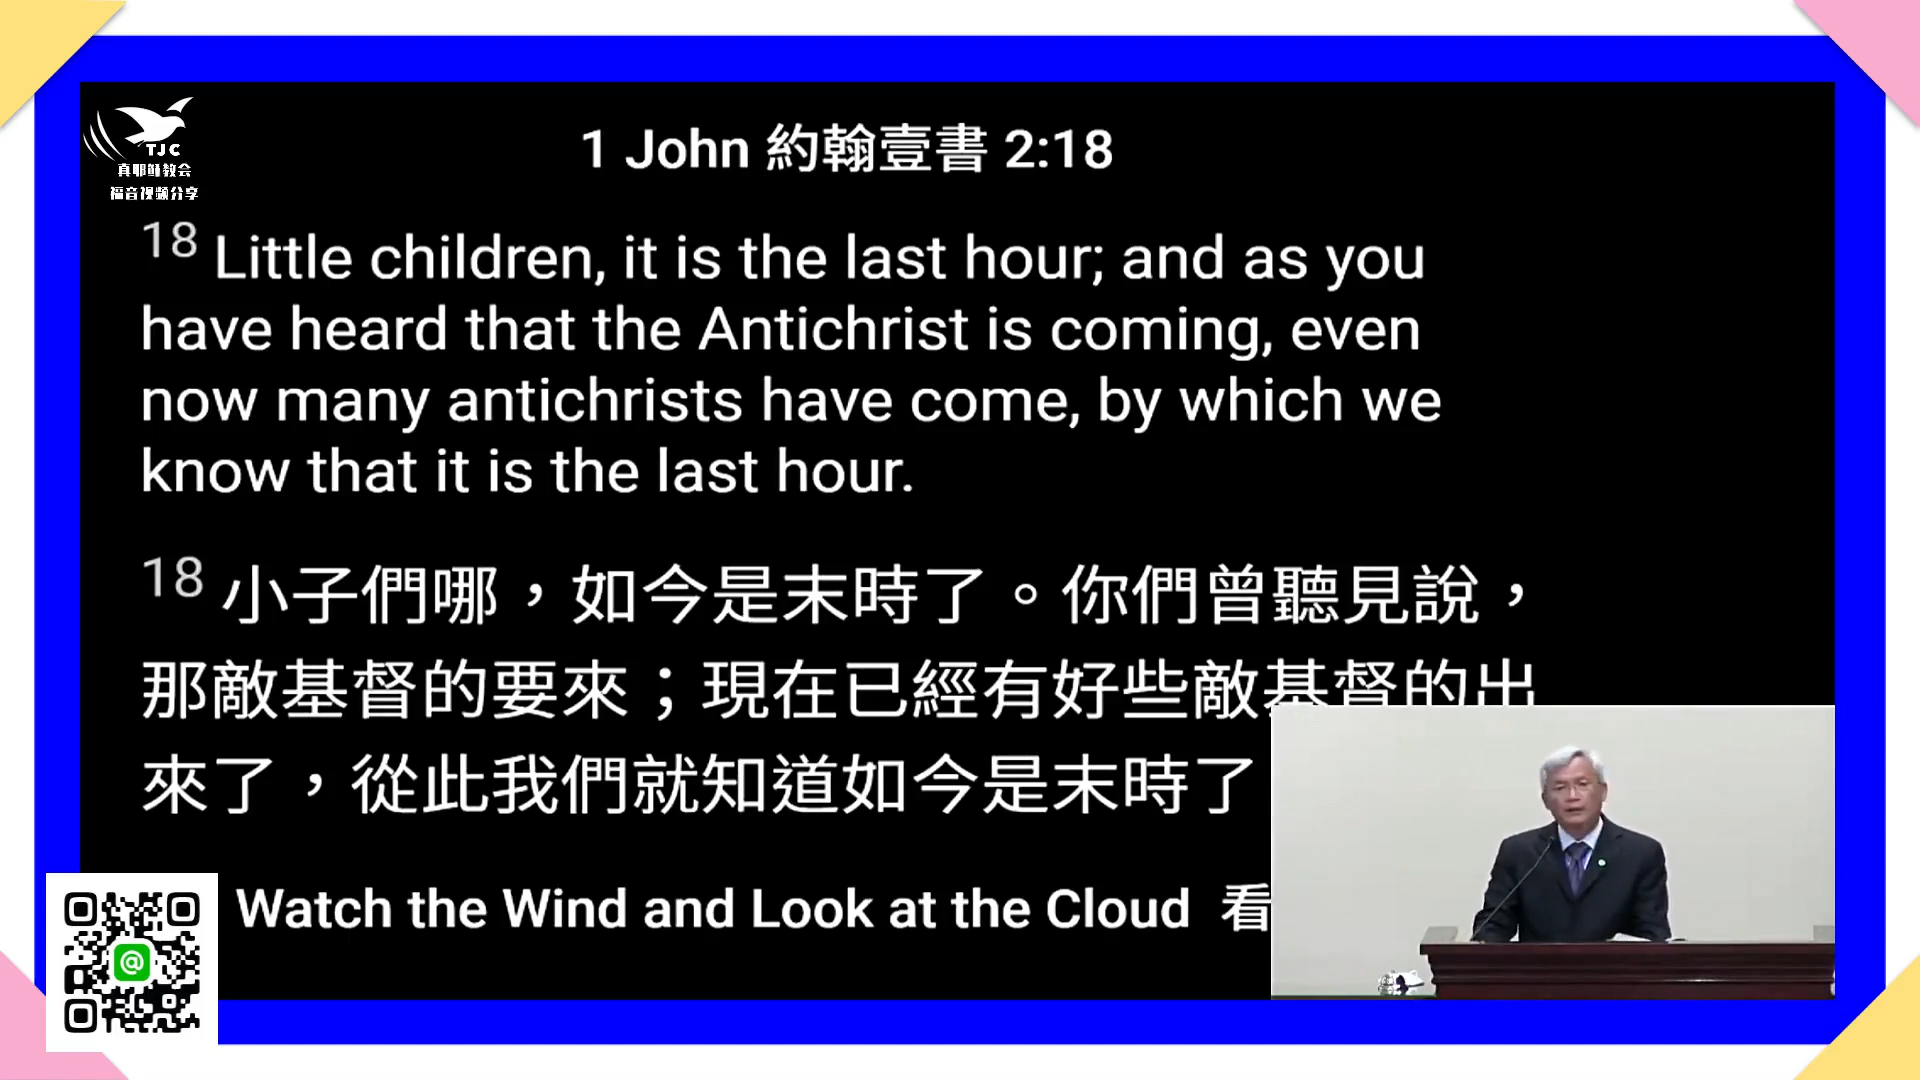 TJC
真耶穌教会
福音視頻分享
1 John 約翰壹書 2:18
18 Little children, it is the last hour; and as you
have heard that the Antichrist is coming, even
now many antichrists have come, by which we
know that it is the last hour.
18 小子們哪，如今是末時了。你們曾聽見說，
那敵基督的要來；現在已經有好些敵基督的出
來了，從此我們就知道如今是末時了
Watch the Wind and Look at the Cloud 看
@